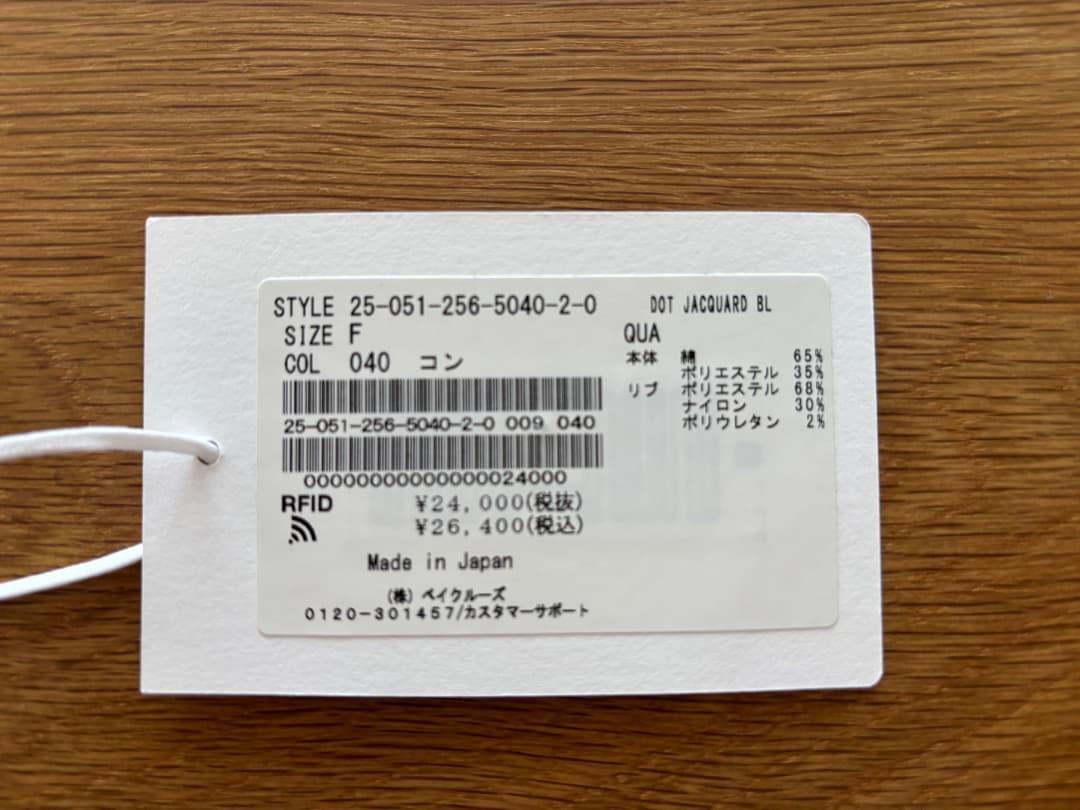 STYLE 25-051-256-5040-2-0
SIZE F
COL 040 コン
25-051-256-5040-2-0 009 040
00000000000000000024000
RFID
¥24,000(税抜)
¥26,400(税込)
Made in Japan
(株) ベイクルーズ
0120-301457/カスタマーサポート
DOT JACQUARD BL
QUA
本体 綿 65%
ポリエステル 35%
リブ ポリエステル 68%
ナイロン 30%
ポリウレタン 2%